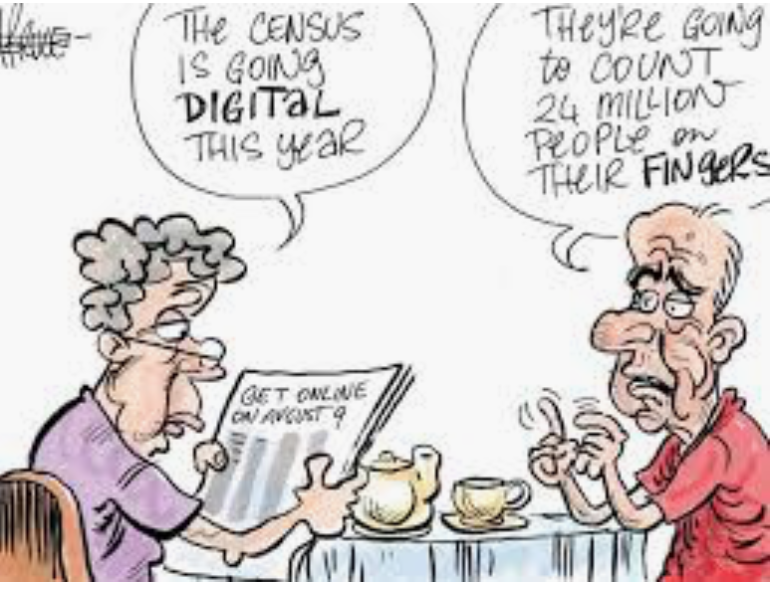 THE CENSUS
IS GOING
DIGITAL
THIS YEAR
THEY'RE GOING
to COUNT
24 MILLION
PEOPLE on
THEIR FINGERS
GET ONLINE
ON AUGUST 9